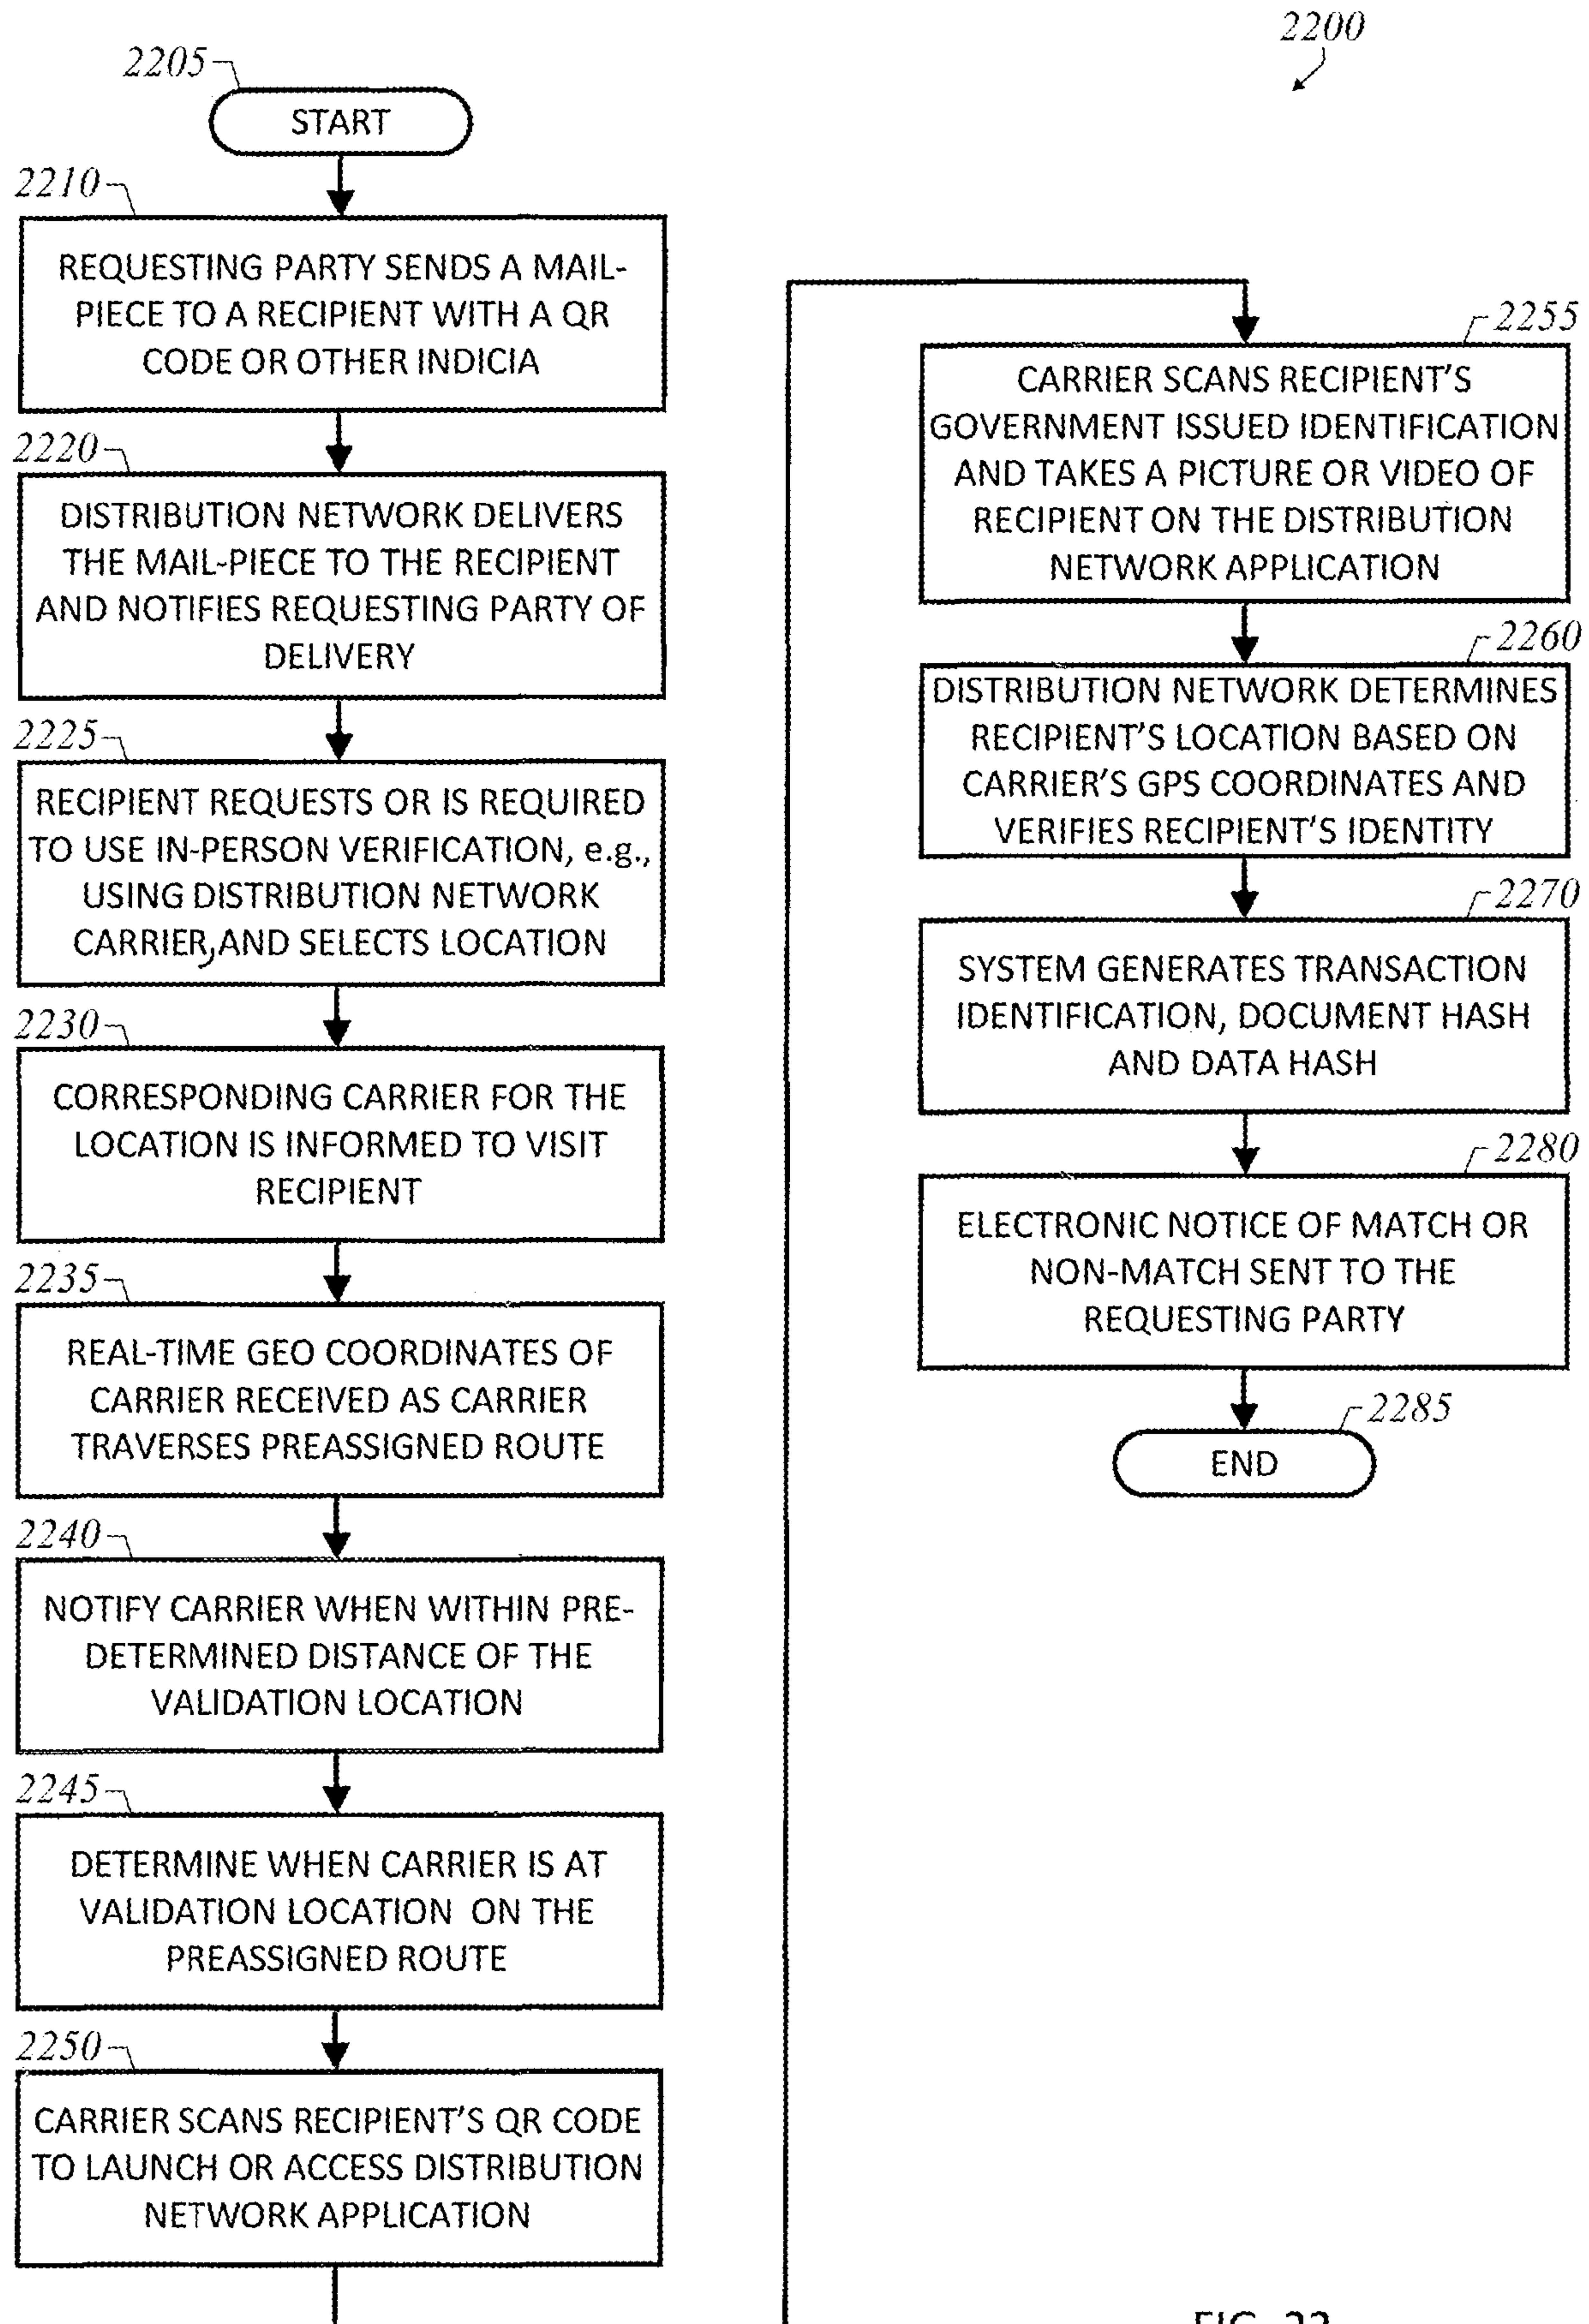 2200
2205
START
2210
REQUESTING PARTY SENDS A MAIL-
PIECE TO A RECIPIENT WITH A QR
CODE OR OTHER INDICIA
2220
DISTRIBUTION NETWORK DELIVERS
THE MAIL-PIECE TO THE RECIPIENT
AND NOTIFIES REQUESTING PARTY OF
DELIVERY
2225
RECIPIENT REQUESTS OR IS REQUIRED
TO USE IN-PERSON VERIFICATION, e.g.,
USING DISTRIBUTION NETWORK
CARRIER, AND SELECTS LOCATION
2230
CORRESPONDING CARRIER FOR THE
LOCATION IS INFORMED TO VISIT
RECIPIENT
2235
REAL-TIME GEO COORDINATES OF
CARRIER RECEIVED AS CARRIER
TRAVERSES PREASSIGNED ROUTE
2240
NOTIFY CARRIER WHEN WITHIN PRE-
DETERMINED DISTANCE OF THE
VALIDATION LOCATION
2245
DETERMINE WHEN CARRIER IS AT
VALIDATION LOCATION ON THE
PREASSIGNED ROUTE
2250
CARRIER SCANS RECIPIENT'S QR CODE
TO LAUNCH OR ACCESS DISTRIBUTION
NETWORK APPLICATION
2255
CARRIER SCANS RECIPIENT'S
GOVERNMENT ISSUED IDENTIFICATION
AND TAKES A PICTURE OR VIDEO OF
RECIPIENT ON THE DISTRIBUTION
NETWORK APPLICATION
2260
DISTRIBUTION NETWORK DETERMINES
RECIPIENT'S LOCATION BASED ON
CARRIER'S GPS COORDINATES AND
VERIFIES RECIPIENT'S IDENTITY
2270
SYSTEM GENERATES TRANSACTION
IDENTIFICATION, DOCUMENT HASH
AND DATA HASH
2280
ELECTRONIC NOTICE OF MATCH OR
NON-MATCH SENT TO THE
REQUESTING PARTY
2285
END